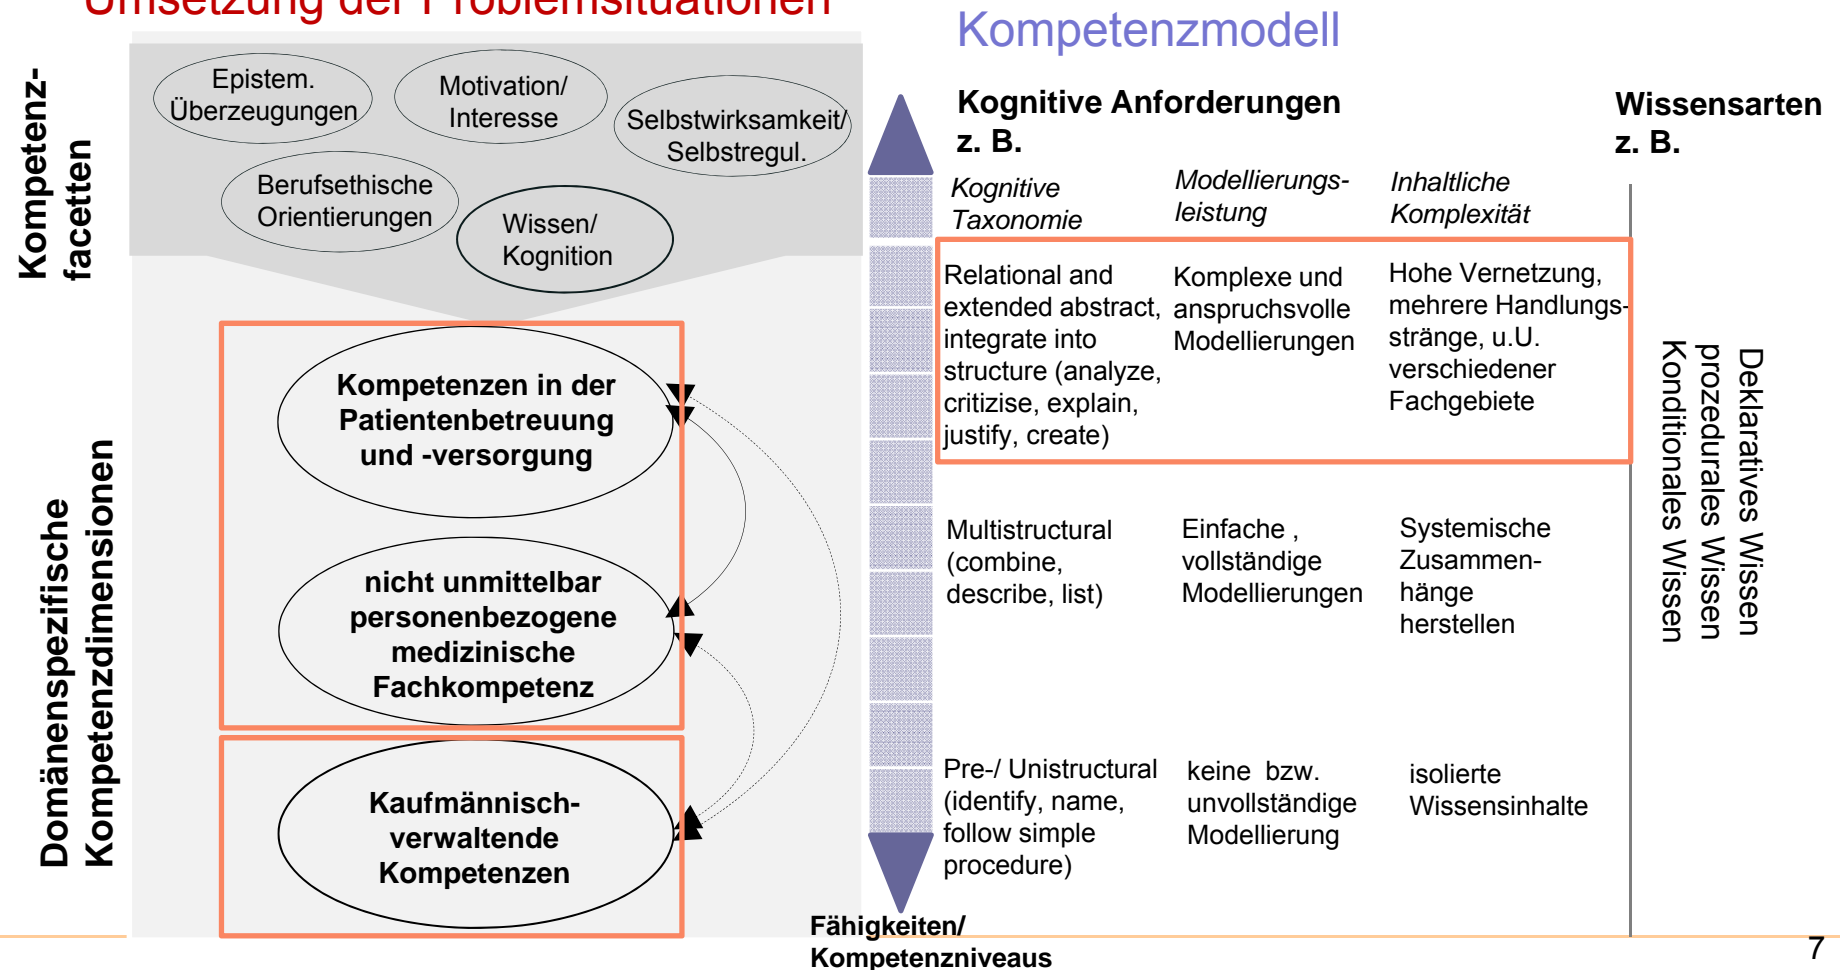 Umsetzung der Problemsituationen
Kompetenzmodell
Kompetenz-
facetten
Epistem.
Überzeugungen
Motivation/
Interesse
Selbstwirksamkeit/
Selbstregul.
Berufsethische
Orientierungen
Wissen/
Kognition
Domänenspezifische
Kompetenzdimensionen
Kompetenzen in der
Patientenbetreuung
und -versorgung
nicht unmittelbar
personenbezogene
medizinische
Fachkompetenz
Kaufmännisch-
verwaltende
Kompetenzen
Kognitive Anforderungen
z. B.
Kognitive
Taxonomie
Modellierungs-
leistung
Inhaltliche
Komplexität
Relational and
extended abstract,
integrate into
structure (analyze,
critizise, explain,
justify, create)
Komplexe und
anspruchsvolle
Modellierungen
Hohe Vernetzung,
mehrere Handlungs-
stränge, u.U.
verschiedener
Fachgebiete
Multistructural
(combine,
describe, list)
Einfache ,
vollständige
Modellierungen
Systemische
Zusammen-
hänge
herstellen
Pre-/ Unistructural
(identify, name,
follow simple
procedure)
keine bzw.
unvollständige
Modellierung
isolierte
Wissensinhalte
Wissensarten
z. B.
Deklaratives Wissen
prozedurales Wissen
Konditionales Wissen
Fähigkeiten/
Kompetenzniveaus
7